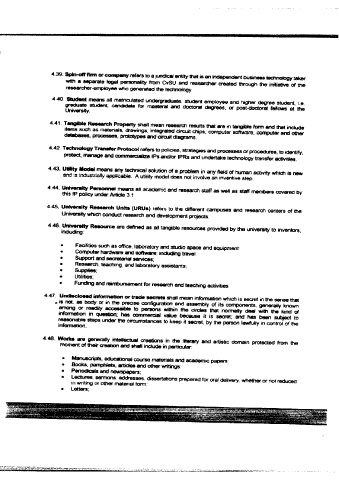 4.39. Spin-off firm or company refers to a juridical entity that is an independent business technology taker
with a separate legal personality from CvSU and researcher created through the initiative of the
researcher-employee who generated the technology
4.40. Student means all matriculated undergraduate, student employee and higher degree student, i.e.
graduate student, candidate for masteral and doctoral degrees, or post-doctoral fellows at the
University.
4.41. Tangible Research Property shall mean research results that are in tangible form and that include
items such as materials, drawings, integrated circuit chips, computer software, computer and other
databases, processes, prototypes and circuit diagrams.
4.42 Technology Transfer Protocol refers to policies, strategies and processes or procedures, to identify,
protect, manage and commercialize IPs and/or IPRs and undertake technology transfer activities.
4.43. Utility Model means any technical solution of a problem in any field of human activity which is new
and is industrially applicable. A utility model does not involve an inventive step.
4.44. University Personnel means all academic and research staff as well as staff members covered by
this IP policy under Article 3.1
4.45. University Research Units (URUs) refers to the different campuses and research centers of the
University which conduct research and development projects
4.46. University Resource are defined as all tangible resources provided by the university to inventors,
including:
• Facilities such as office, laboratory and studio space and equipment
• Computer hardware and software; including travel
• Support and secretarial services;
• Research, teaching, and laboratory assistants;
• Supplies;
• Utilities;
• Funding and reimbursement for research and teaching activities
4.47. Undisclosed information or trade secrets shall mean information which is secret in the sense that
is not, as body or in the precise configuration and assembly of its components, generally known
among or readily accessible to persons within the circles that normally deal with the kind of
information in question; has commercial value because it is secret; and has been subject to
reasonable steps under the circumstances to keep it secret, by the person lawfully in control of the
information.
4.48. Works are generally intellectual creations in the literary and artistic domain protected from the
moment of their creation and shall include in particular:
• Manuscripts, educational course materials and academic papers
• Books, pamphlets, articles and other writings
• Periodicals and newspapers;
• Lectures, sermons, addresses, dissertations prepared for oral delivery, whether or not reduced
in writing or other material form
• Letters;